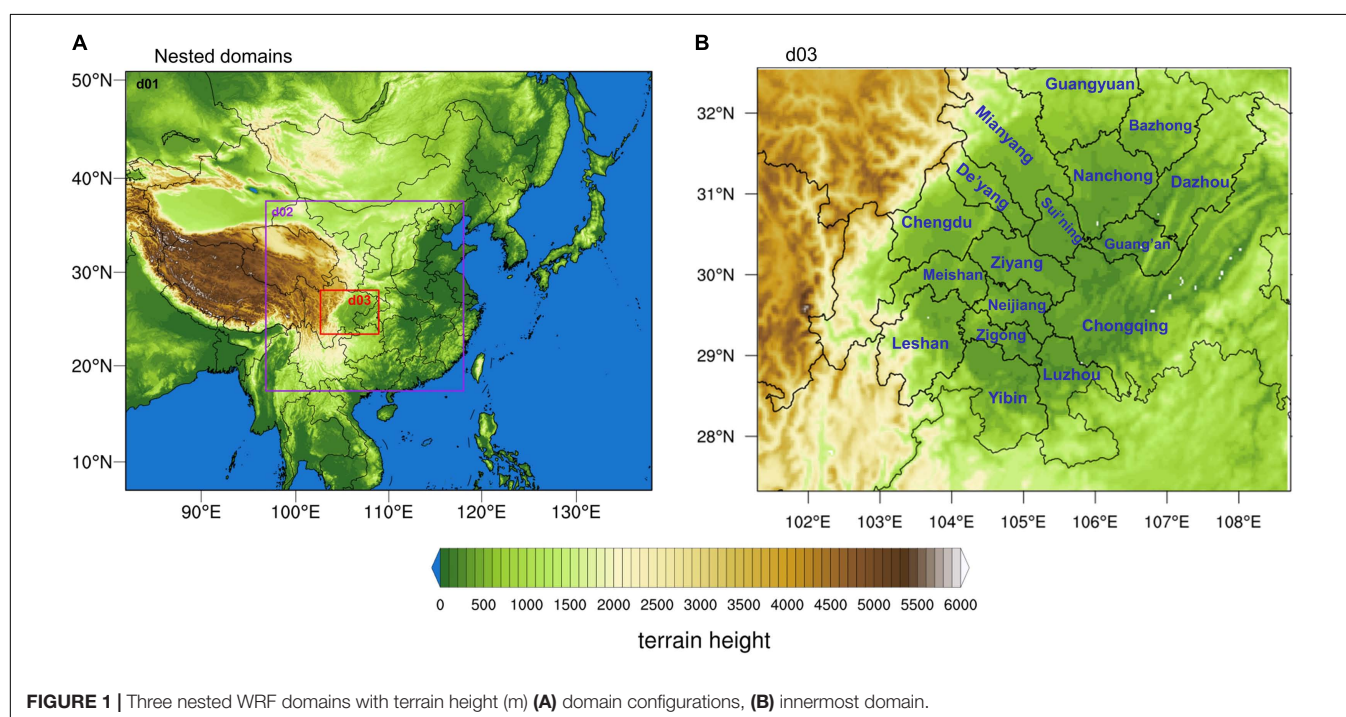 A
Nested domains
d01
d02
d03
50°N
40°N
30°N
20°N
10°N
90°E 100°E 110°E 120°E 130°E
B
d03
32°N
31°N
30°N
29°N
28°N
102°E 103°E 104°E 105°E 106°E 107°E 108°E
Guangyuan
Mianyang
Bazhong
Nanchong
Dazhou
De'yang
Sui'ning
Chengdu
Guang'an
Ziyang
Meishan
Neijiang
Zigong
Chongqing
Leshan
Luzhou
Yibin
0 500 1000 1500 2000 2500 3000 3500 4000 4500 5000 5500 6000
terrain height
FIGURE 1 | Three nested WRF domains with terrain height (m) (A) domain configurations, (B) innermost domain.